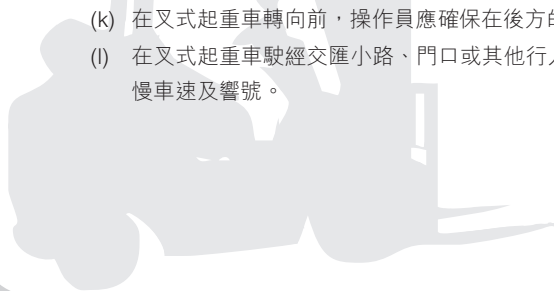 (k) 在叉式起重車轉向前，操作員應確保在後方的
(l) 在叉式起重車駛經交匯小路、門口或其他行
慢車速及響號。